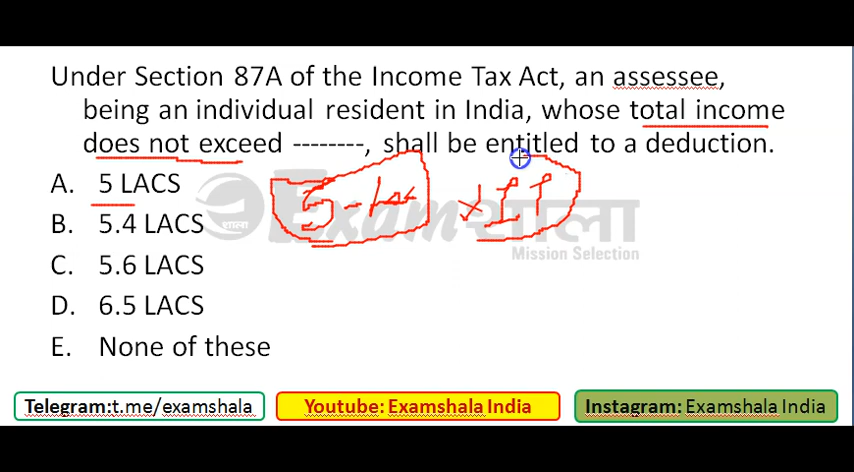 Under Section 87A of the Income Tax Act, an assessee,
being an individual resident in India, whose total income
does not exceed --------, shall be entitled to a deduction.
A. 5 LACS
5 - lac
B. 5.4 LACS
शाला Examशाला
Mission Selection
C. 5.6 LACS
D. 6.5 LACS
E. None of these
Telegram:t.me/examshala Youtube: Examshala India Instagram: Examshala India